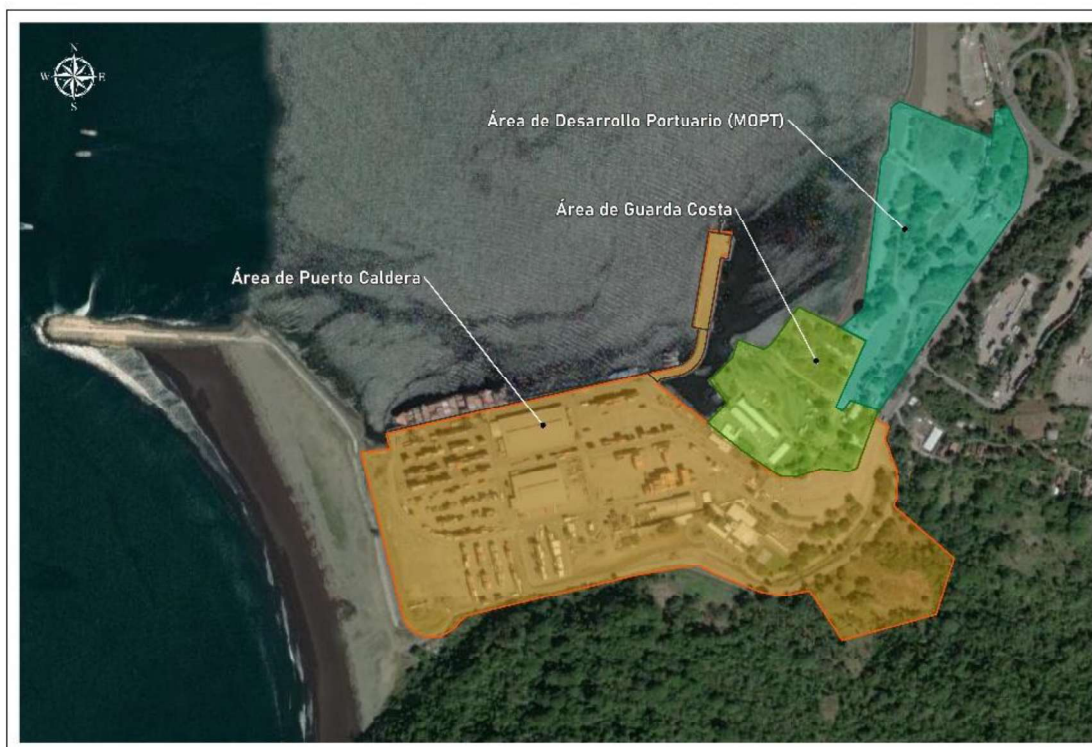 N
W E
S
Área de Desarrollo Portuario (MOPT)
Área de Guarda Costa
Área de Puerto Caldera